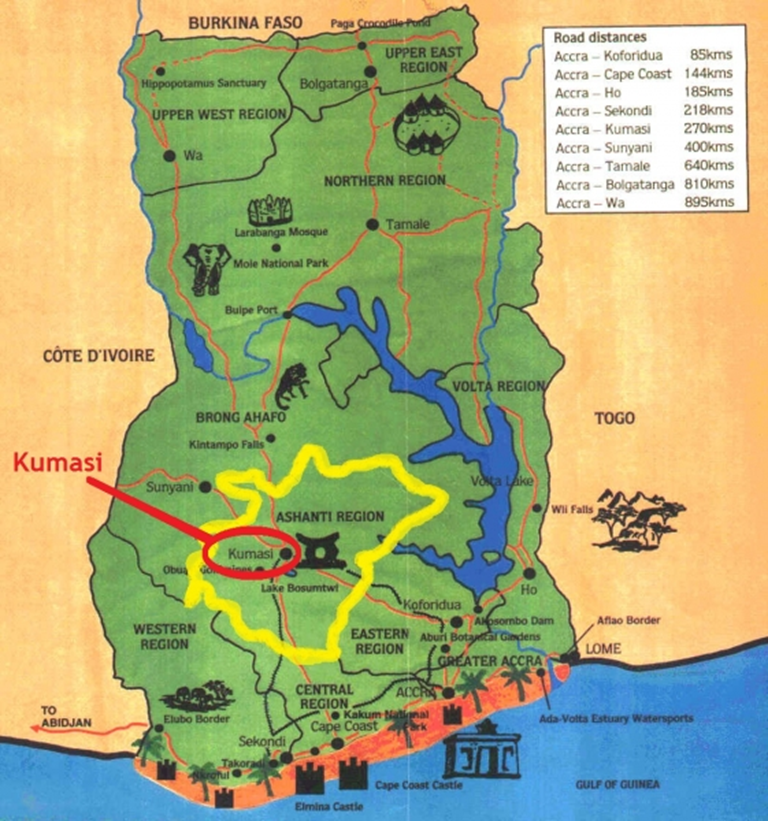 BURKINA FASO
Paga Crocodile Pond
UPPER EAST
REGION
Hippopotamus Sanctuary
Bolgatanga
UPPER WEST REGION
Wa
NORTHERN REGION
Larabanga Mosque
Tamale
Mole National Park
Buipe Port
CÔTE D'IVOIRE
VOLTA REGION
BRONG AHAFO
TOGO
Kintampo Falls
Kumasi
Sunyani
Volta Lake
Wli Falls
ASHANTI REGION
Kumasi
Lake Bosumtwi
Ho
Koforidua
Akosombo Dam
Aflao Border
WESTERN
REGION
EASTERN
REGION
Aburi Botanical Gardens
LOME
GREATER ACCRA
CENTRAL
REGION
ACCRA
TO
ABIDJAN
Elubo Border
Kakum National
Park
Ada-Volta Estuary Watersports
Cape Coast
Sekondi
Takoradi
Nkroful
Cape Coast Castle
GULF OF GUINEA
Elmina Castle
Road distances
Accra – Koforidua 85kms
Accra – Cape Coast 144kms
Accra – Ho 185kms
Accra – Sekondi 218kms
Accra – Kumasi 270kms
Accra – Sunyani 400kms
Accra – Tamale 640kms
Accra – Bolgatanga 810kms
Accra – Wa 895kms